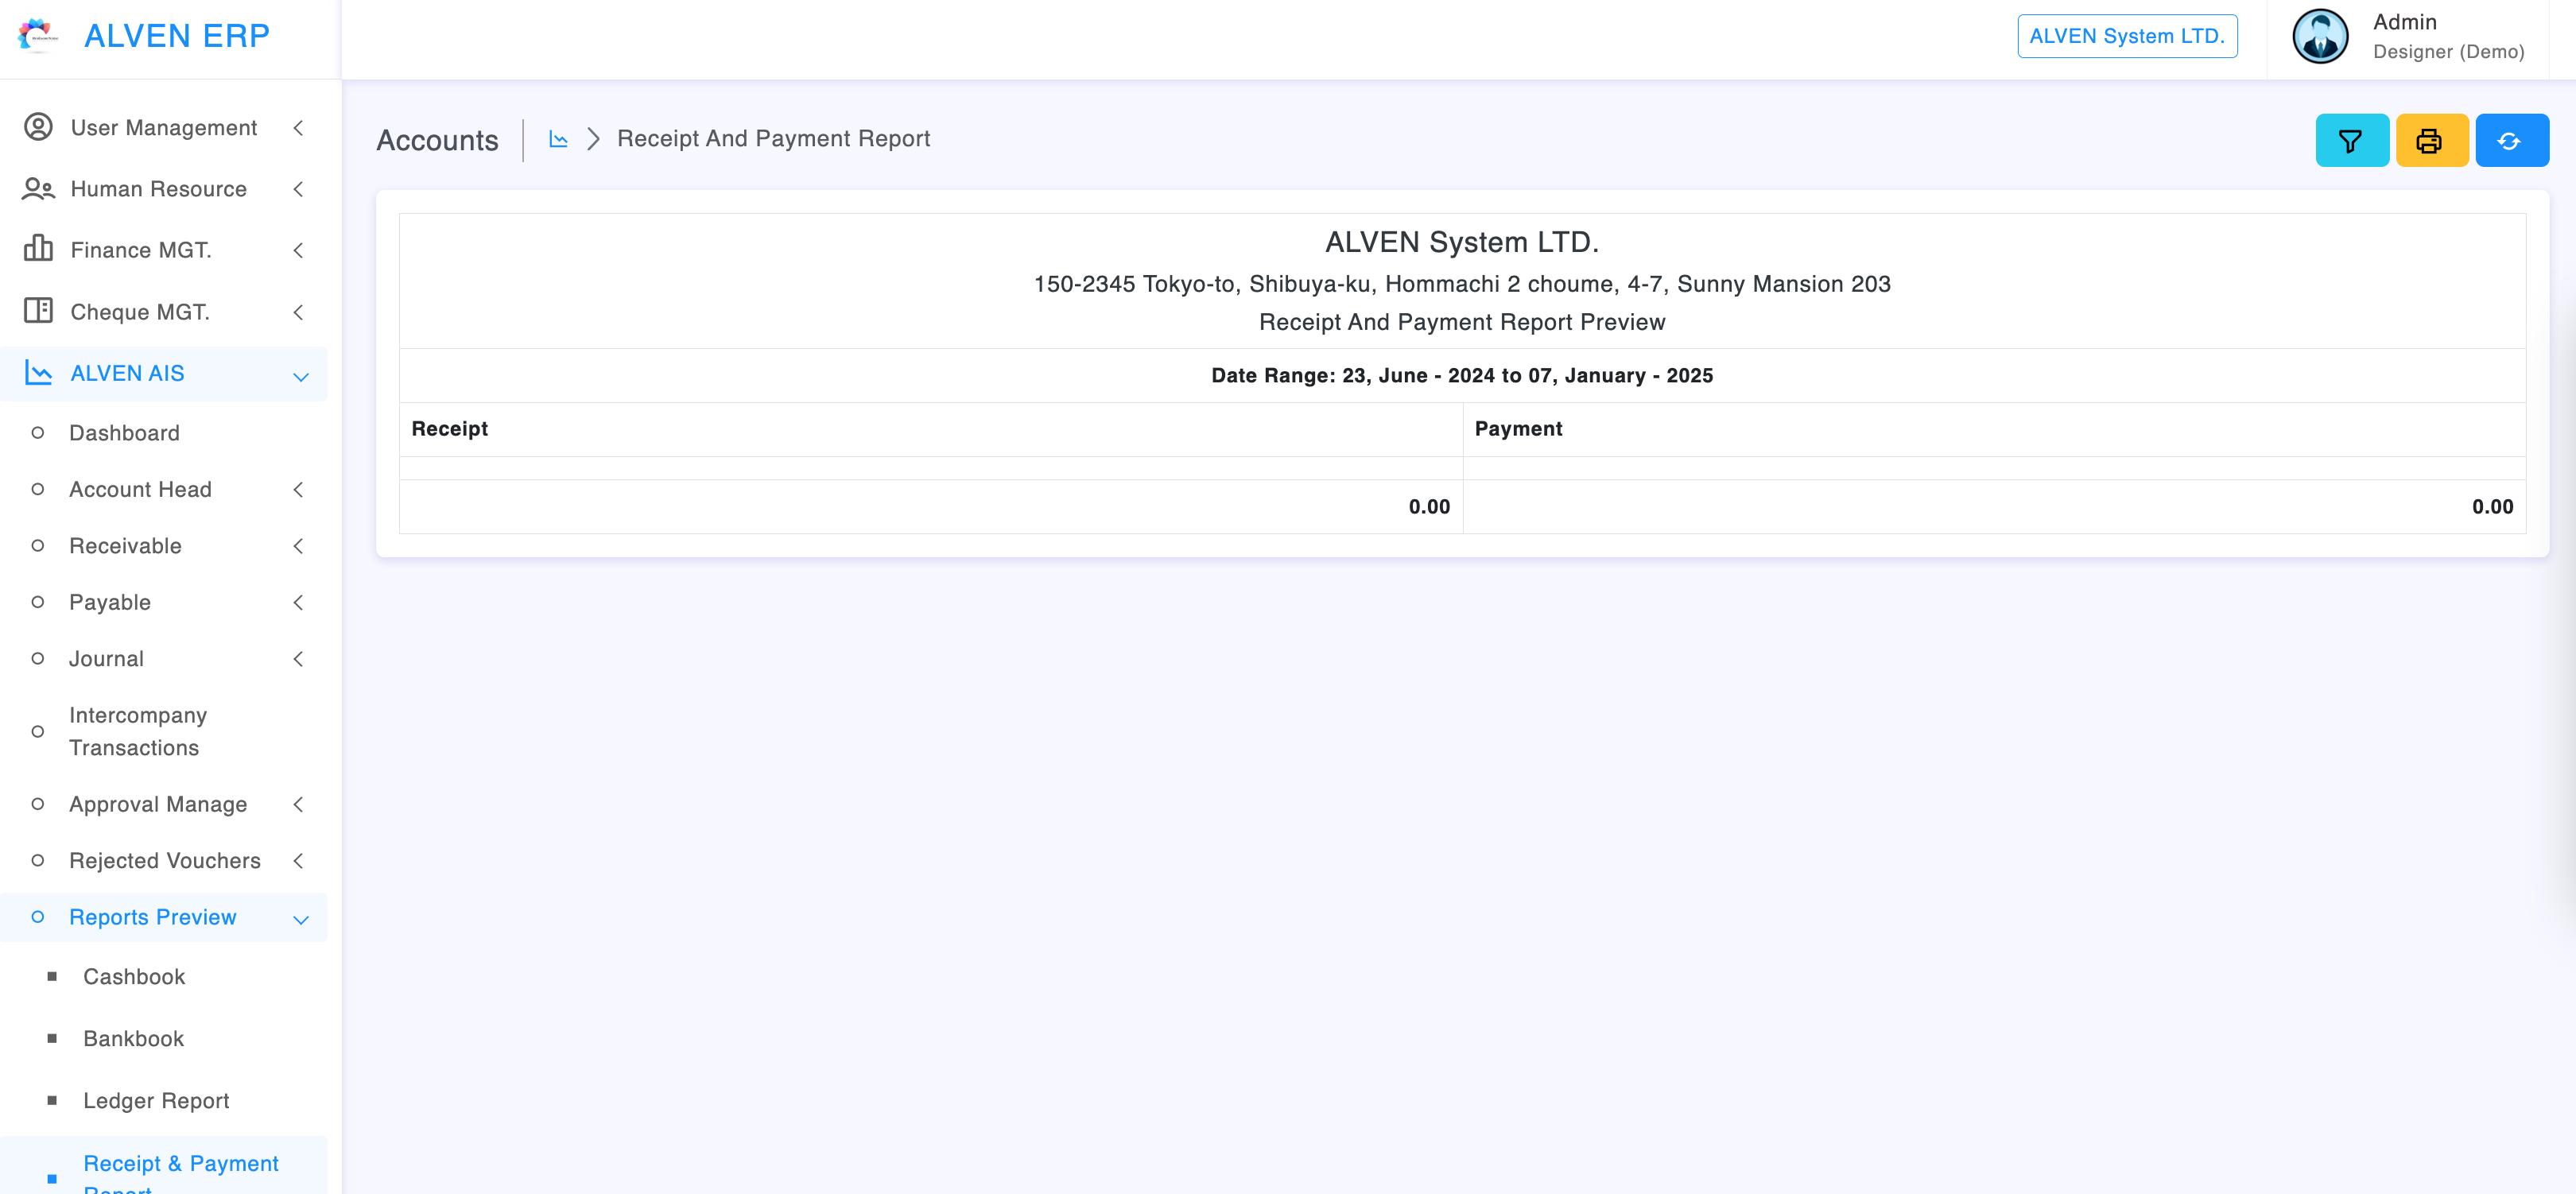 ALVEN ERP
ALVEN System LTD.
Admin
Designer (Demo)
User Management
Human Resource
Finance MGT.
Cheque MGT.
ALVEN AIS
Dashboard
Account Head
Receivable
Payable
Journal
Intercompany
Transactions
Approval Manage
Rejected Vouchers
Reports Preview
Cashbook
Bankbook
Ledger Report
Receipt & Payment
Report
Accounts
Receipt And Payment Report
ALVEN System LTD.
150-2345 Tokyo-to, Shibuya-ku, Hommachi 2 choume, 4-7, Sunny Mansion 203
Receipt And Payment Report Preview
Date Range: 23, June - 2024 to 07, January - 2025
Receipt
Payment
0.00
0.00